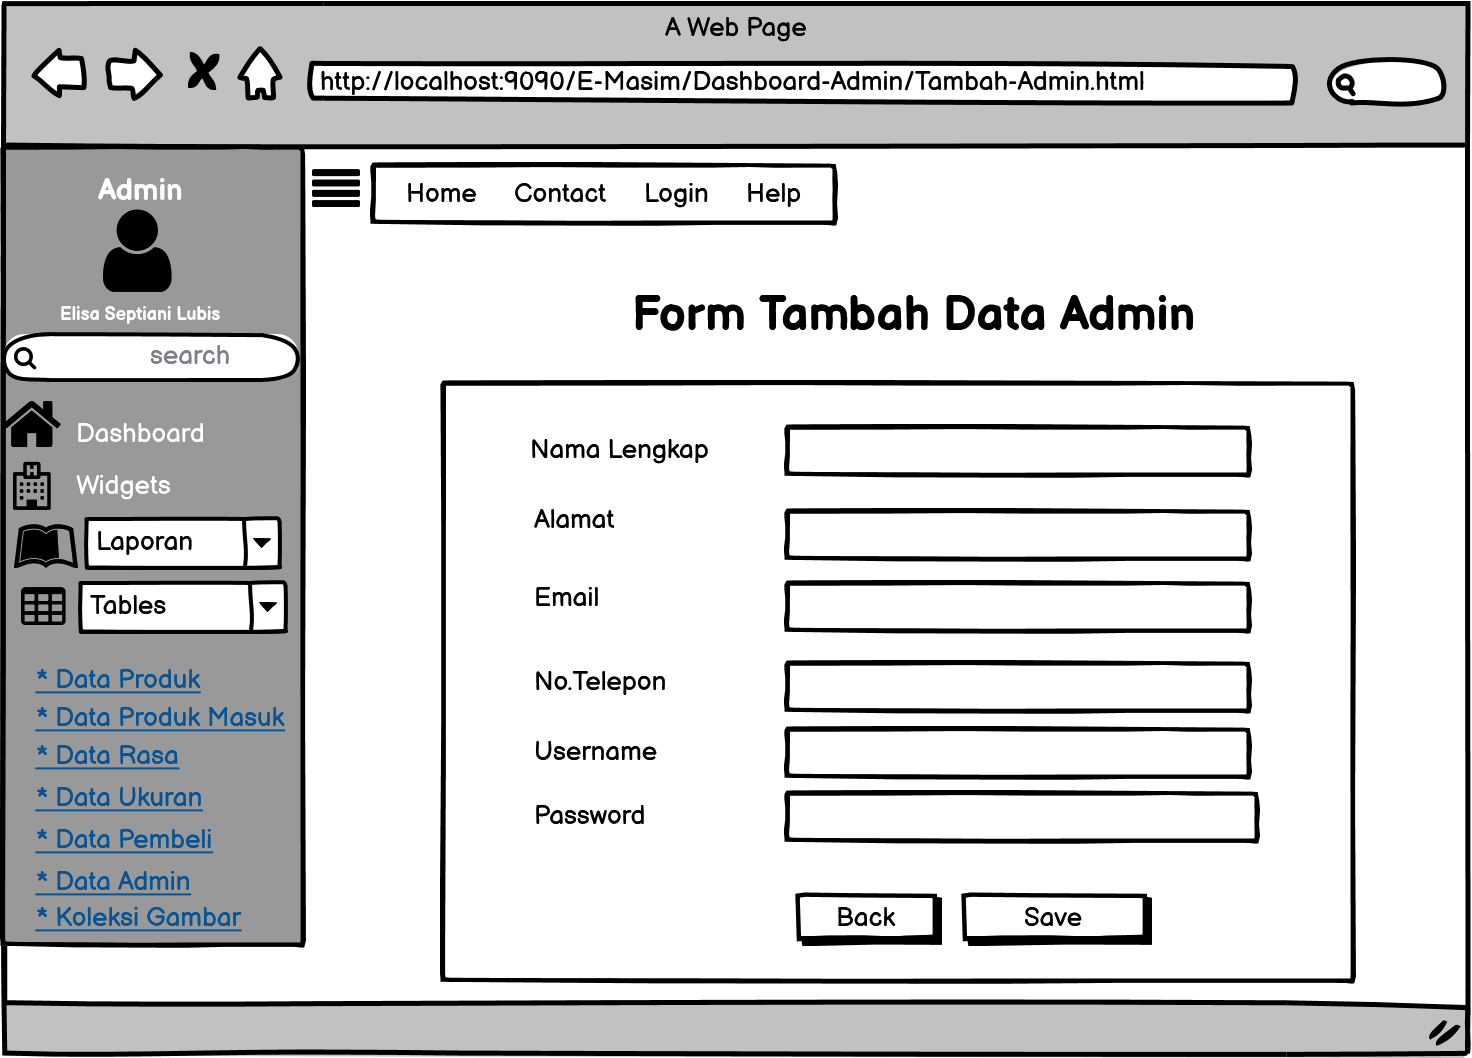 A Web Page
http://localhost:9090/E-Masim/Dashboard-Admin/Tambah-Admin.html
Admin
Elisa Septiani Lubis
search
Dashboard
H
Widgets
Laporan
Tables
* Data Produk
* Data Produk Masuk
* Data Rasa
* Data Ukuran
* Data Pembeli
* Data Admin
* Koleksi Gambar
Home Contact Login Help
Form Tambah Data Admin
Nama Lengkap
Alamat
Email
No.Telepon
Username
Password
Back Save